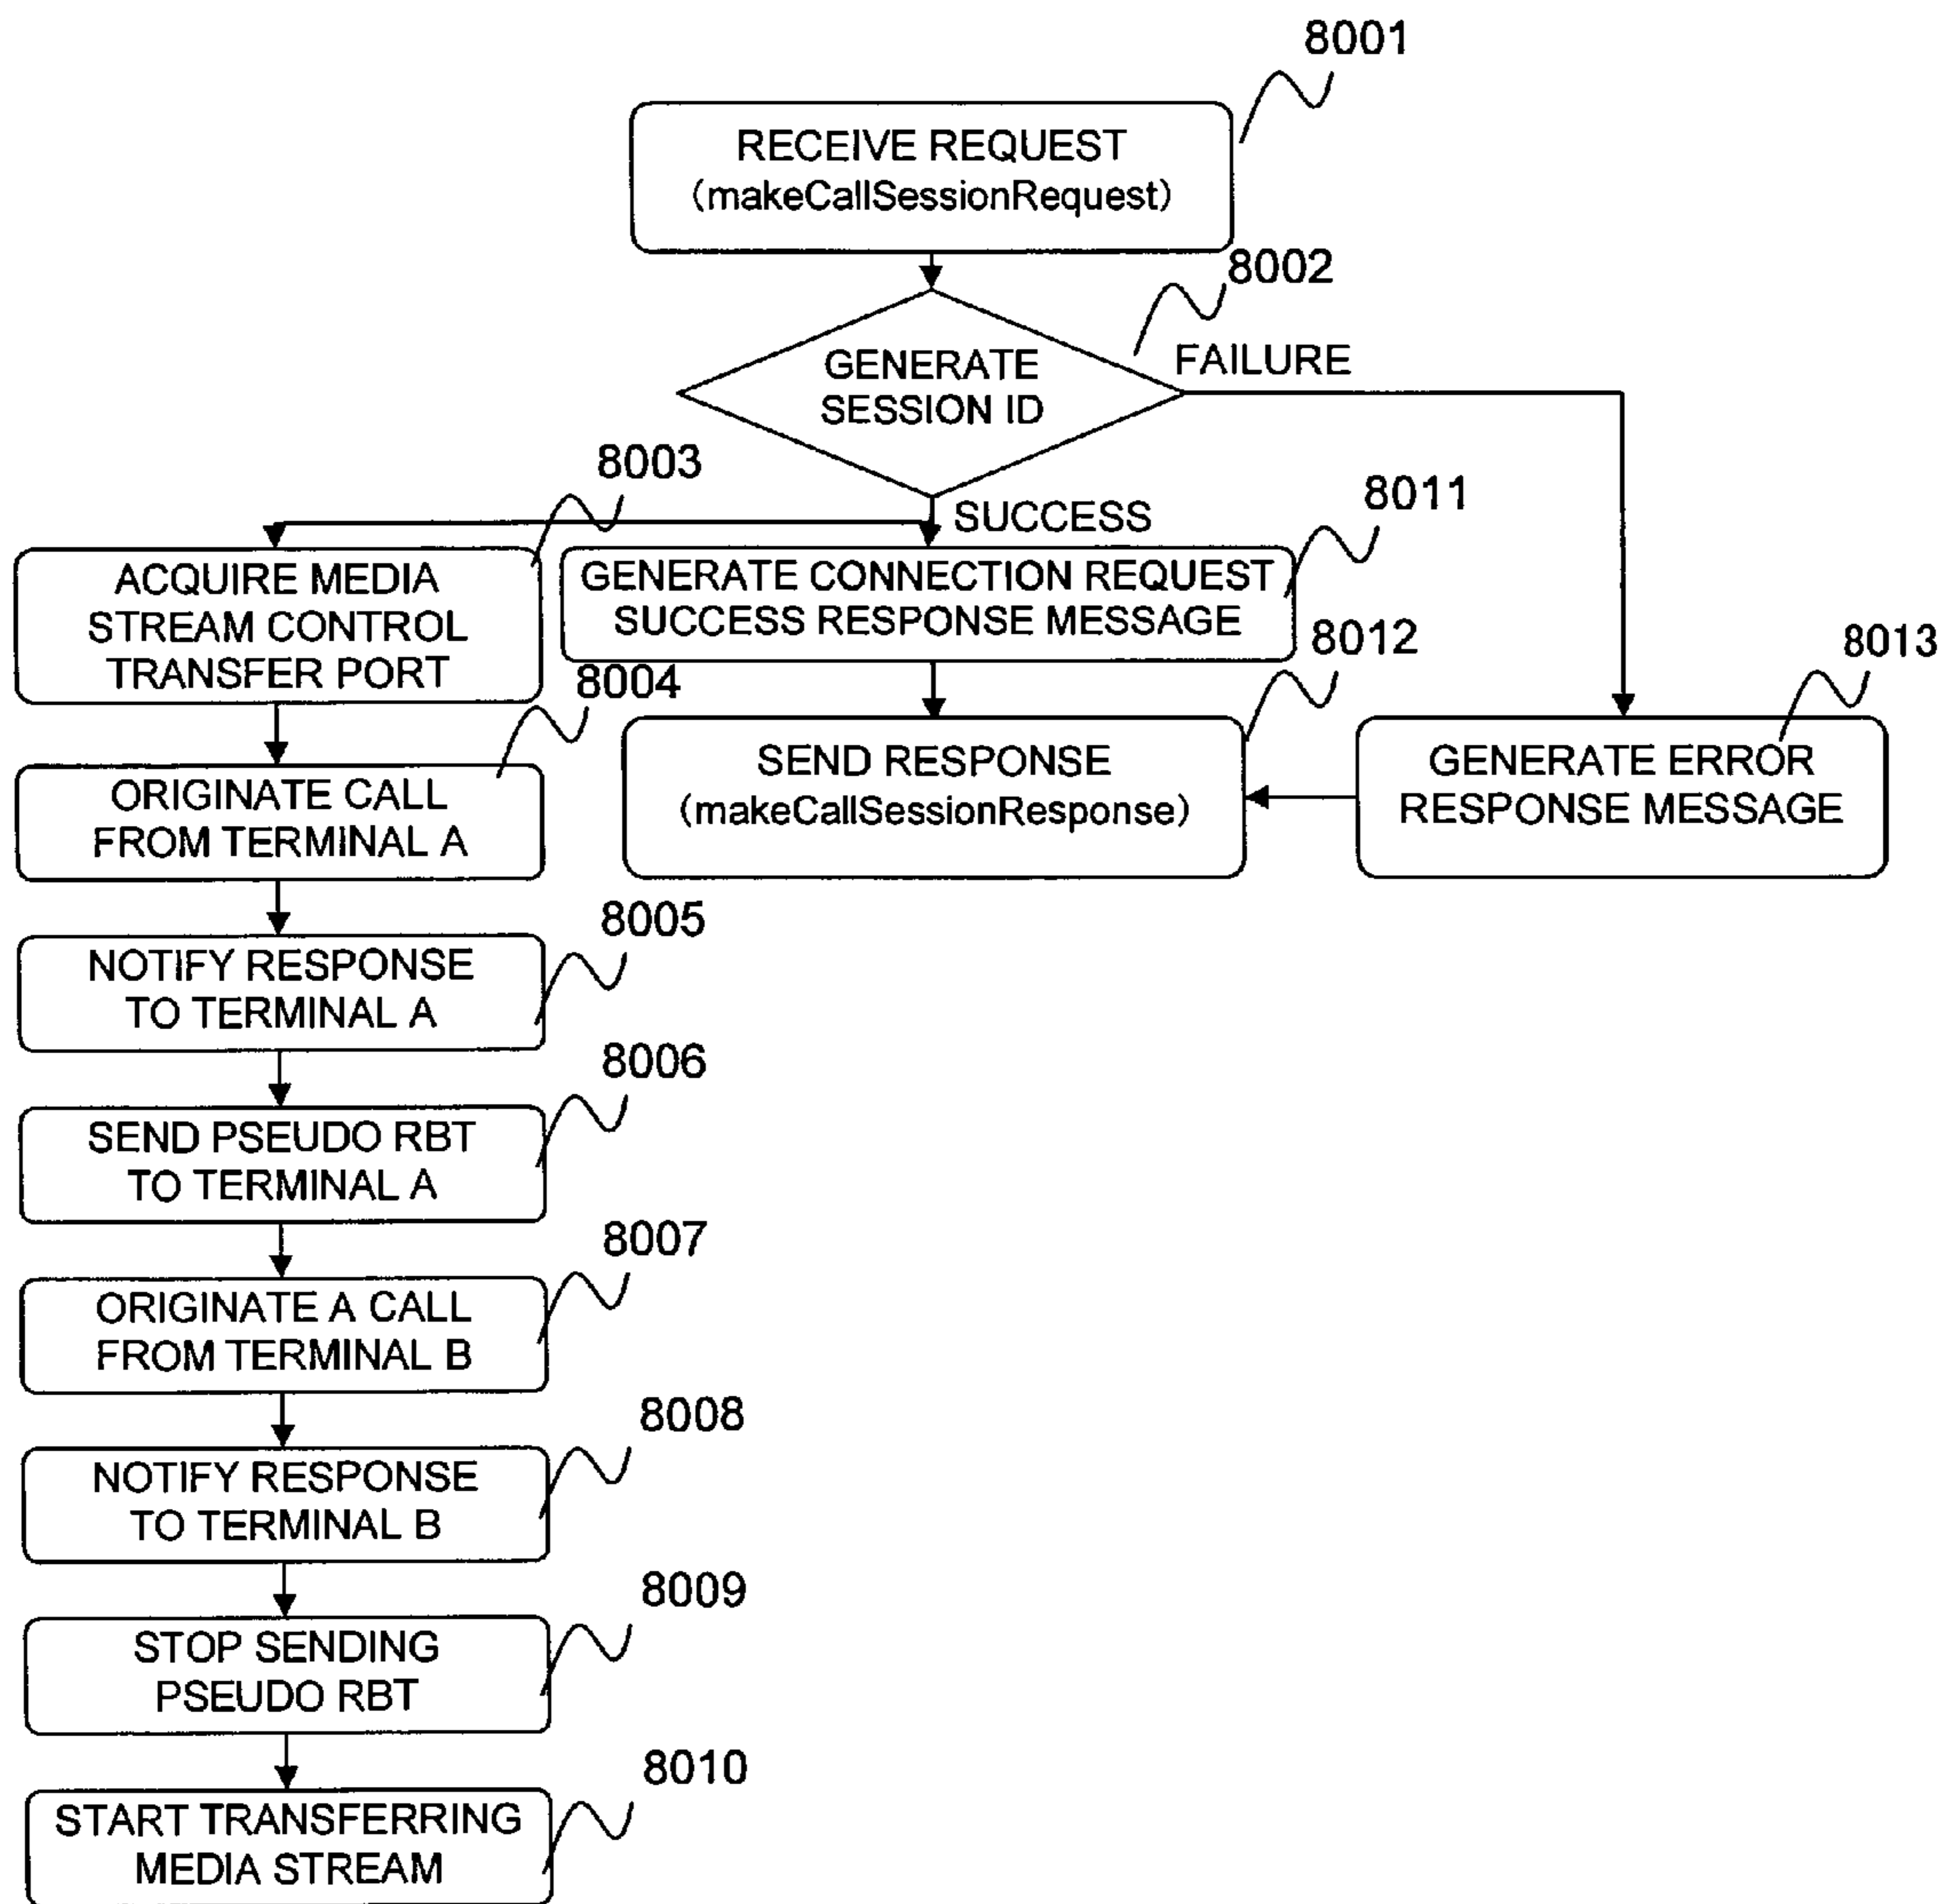 8001
RECEIVE REQUEST
(makeCallSessionRequest)
8002
GENERATE
SESSION ID
FAILURE
SUCCESS
8003
ACQUIRE MEDIA
STREAM CONTROL
TRANSFER PORT
8011
GENERATE CONNECTION REQUEST
SUCCESS RESPONSE MESSAGE
8012
SEND RESPONSE
(makeCallSessionResponse)
8013
GENERATE ERROR
RESPONSE MESSAGE
8004
ORIGINATE CALL
FROM TERMINAL A
8005
NOTIFY RESPONSE
TO TERMINAL A
8006
SEND PSEUDO RBT
TO TERMINAL A
8007
ORIGINATE A CALL
FROM TERMINAL B
8008
NOTIFY RESPONSE
TO TERMINAL B
8009
STOP SENDING
PSEUDO RBT
8010
START TRANSFERRING
MEDIA STREAM